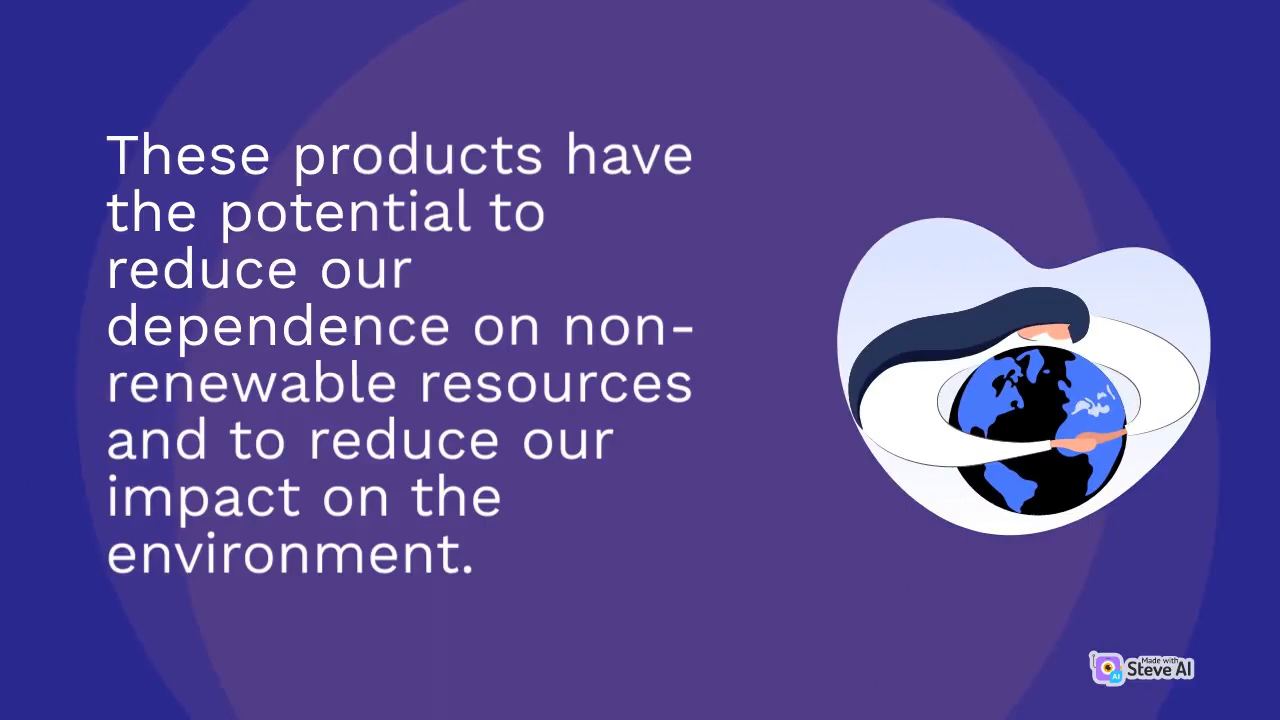 These products have
the potential to
reduce our
dependence on non-
renewable resources
and to reduce our
impact on the
environment.
Made with
Steve AI
AI